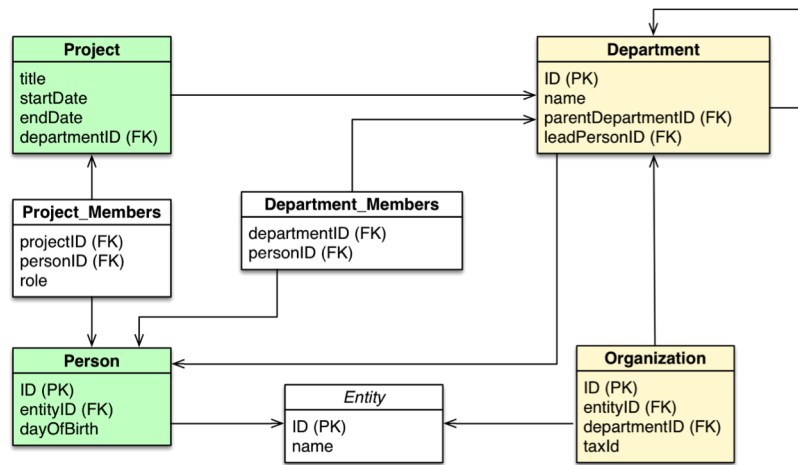 Project
title
startDate
endDate
departmentID (FK)
Department
ID (PK)
name
parentDepartmentID (FK)
leadPersonID (FK)
Project_Members
projectID (FK)
personID (FK)
role
Department_Members
departmentID (FK)
personID (FK)
Person
ID (PK)
entityID (FK)
dayOfBirth
Entity
ID (PK)
name
Organization
ID (PK)
entityID (FK)
departmentID (FK)
taxId